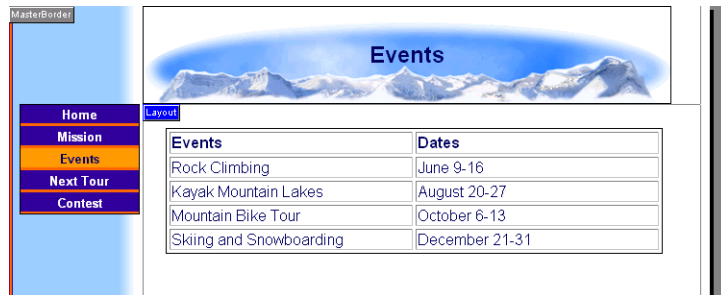 MasterBorder
Events
Home
Layout
Mission
Events
Next Tour
Contest
Events Dates
Rock Climbing June 9-16
Kayak Mountain Lakes August 20-27
Mountain Bike Tour October 6-13
Skiing and Snowboarding December 21-31